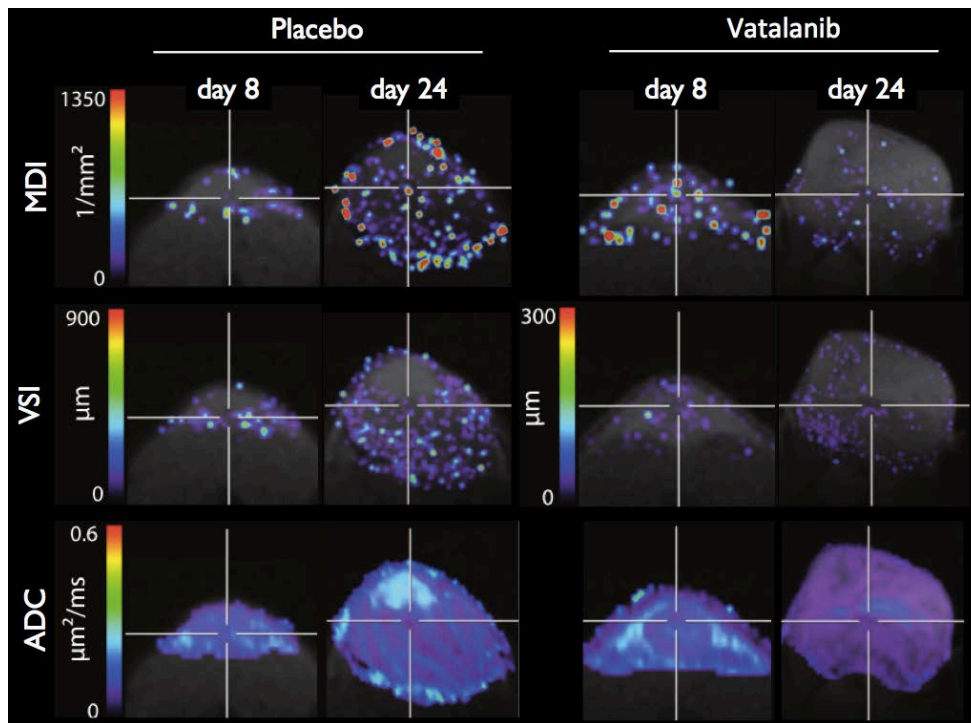 Placebo
Vatalanib
day 8
day 24
day 8
day 24
MDI
1350
1/mm²
0
VSI
900
µm
0
300
µm
0
ADC
0.6
µm²/ms
0